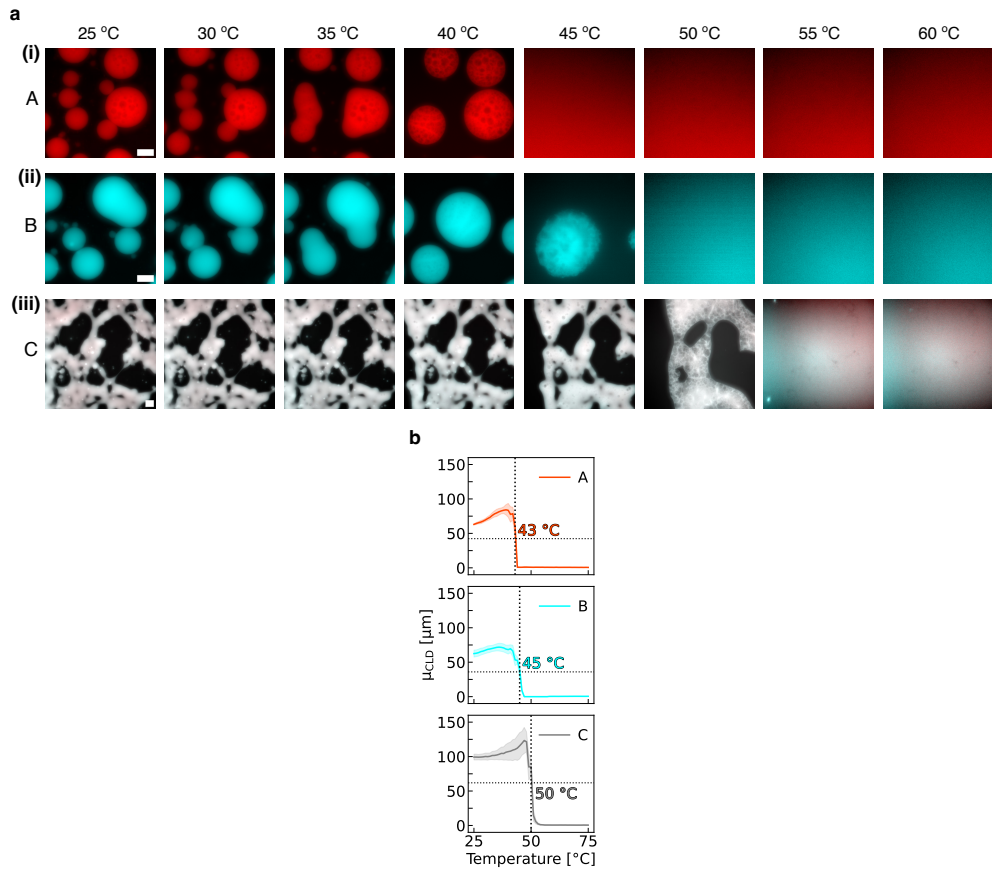 a
25 °C 30 °C 35 °C 40 °C 45 °C 50 °C 55 °C 60 °C
(i)
A
(ii)
B
(iii)
C
b
150
100
50
0
A
43 °C
150
100
50
0
B
45 °C
μCLD [μm]
150
100
50
0
C
50 °C
25 50 75
Temperature [°C]